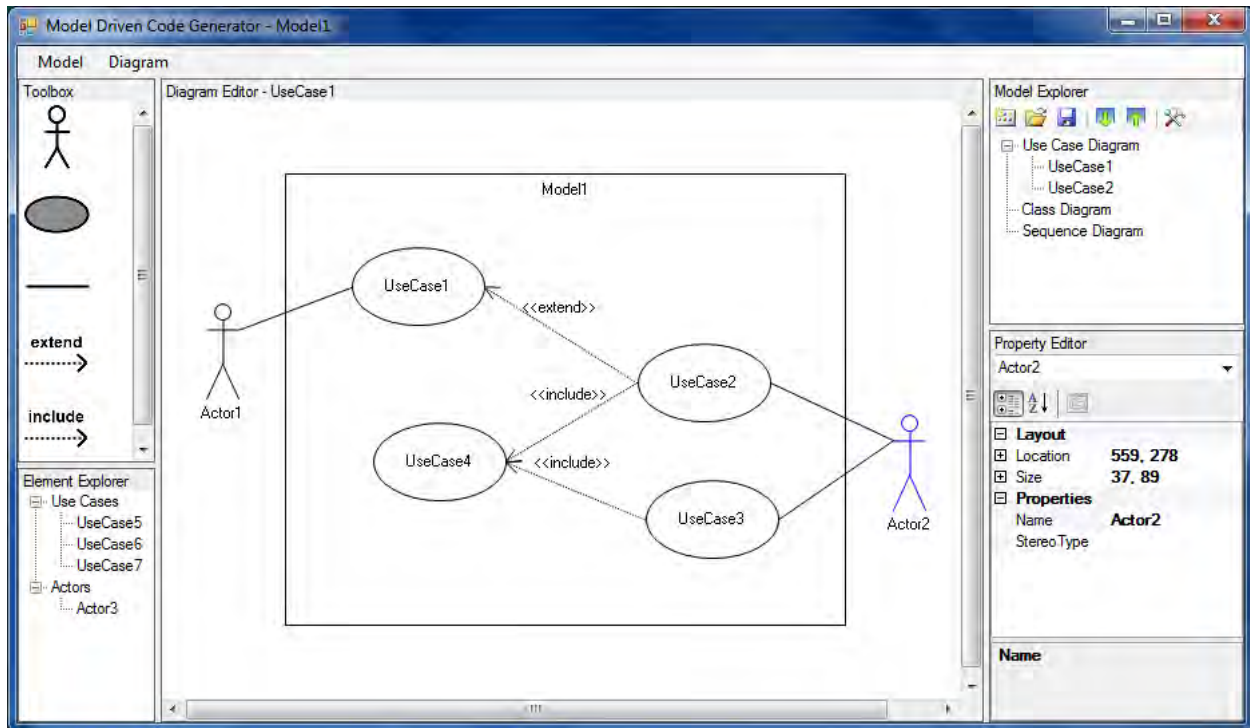 Model Driven Code Generator - Model1
Model Diagram
Toolbox
extend
include
Element Explorer
Use Cases
UseCase5
UseCase6
UseCase7
Actors
Actor3
Diagram Editor - UseCase1
Model1
UseCase1
<<extend>>
UseCase2
<<include>>
Actor1
UseCase4
<<include>>
UseCase3
Actor2
Model Explorer
Use Case Diagram
UseCase1
UseCase2
Class Diagram
Sequence Diagram
Property Editor
Actor2
Layout
Location 559, 278
Size 37, 89
Properties
Name Actor2
StereoType
Name